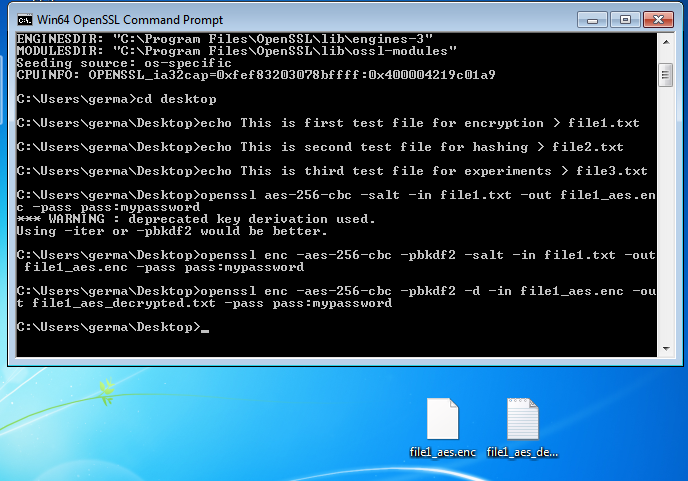 Win64 OpenSSL Command Prompt
ENGINESDIR: "C:\Program Files\OpenSSL\lib\engines-3"
MODULESDIR: "C:\Program Files\OpenSSL\lib\ossl-modules"
Seeding source: os-specific
CPUINFO: OPENSSL_ia32cap=0xfef83203078bffff:0x400004219c01a9
C:\Users\germa>cd desktop
C:\Users\germa\Desktop>echo This is first test file for encryption > file1.txt
C:\Users\germa\Desktop>echo This is second test file for hashing > file2.txt
C:\Users\germa\Desktop>echo This is third test file for experiments > file3.txt
C:\Users\germa\Desktop>openssl aes-256-cbc -salt -in file1.txt -out file1_aes.en
c -pass pass:mypassword
*** WARNING : deprecated key derivation used.
Using -iter or -pbkdf2 would be better.
C:\Users\germa\Desktop>openssl enc -aes-256-cbc -pbkdf2 -salt -in file1.txt -out
 file1_aes.enc -pass pass:mypassword
C:\Users\germa\Desktop>openssl enc -aes-256-cbc -pbkdf2 -d -in file1_aes.enc -ou
t file1_aes_decrypted.txt -pass pass:mypassword
C:\Users\germa\Desktop>_
file1_aes.enc
file1_aes_de...